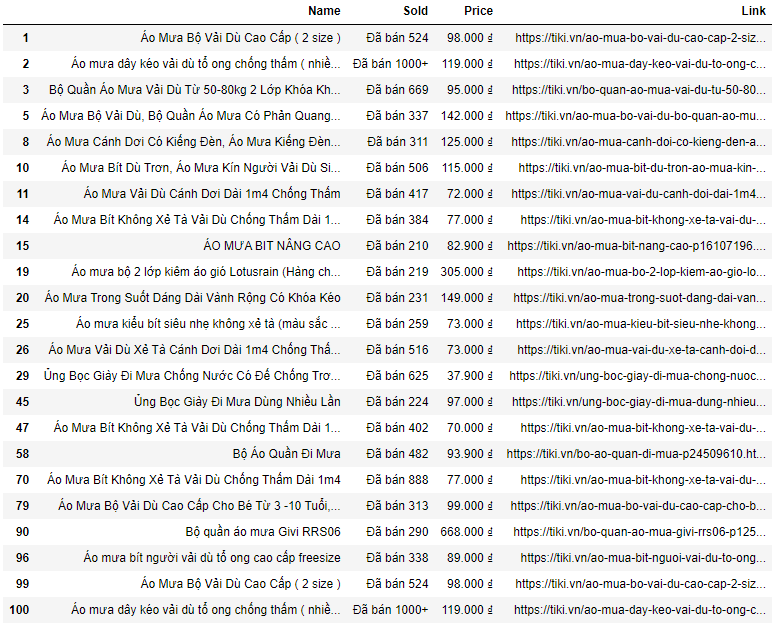 Name Sold Price Link
1 Áo Mưa Bộ Vải Dù Cao Cấp ( 2 size ) Đã bán 524 98.000 ₫ https://tiki.vn/ao-mua-bo-vai-du-cao-cap-2-siz...
2 Áo mưa dây kéo vải dù tổ ong chống thấm ( nhiề... Đã bán 1000+ 119.000 ₫ https://tiki.vn/ao-mua-day-keo-vai-du-to-ong-c...
3 Bộ Quần Áo Mưa Vải Dù Từ 50-80kg 2 Lớp Khóa Kh... Đã bán 669 95.000 ₫ https://tiki.vn/bo-quan-ao-mua-vai-du-tu-50-80...
5 Áo Mưa Bộ Vải Dù, Bộ Quần Áo Mưa Có Phản Quang... Đã bán 337 142.000 ₫ https://tiki.vn/ao-mua-bo-vai-du-bo-quan-ao-mu...
8 Áo Mưa Cánh Dơi Có Kiếng Đèn, Áo Mưa Kiếng Đèn... Đã bán 311 125.000 ₫ https://tiki.vn/ao-mua-canh-doi-co-kieng-den-a...
10 Áo Mưa Bít Dù Trơn, Áo Mưa Kín Người Vải Dù Si... Đã bán 506 115.000 ₫ https://tiki.vn/ao-mua-bit-du-tron-ao-mua-kin-...
11 Áo Mưa Vải Dù Cánh Dơi Dài 1m4 Chống Thấm Đã bán 417 72.000 ₫ https://tiki.vn/ao-mua-vai-du-canh-doi-dai-1m4...
14 Áo Mưa Bít Không Xẻ Tà Vải Dù Chống Thấm Dài 1... Đã bán 384 77.000 ₫ https://tiki.vn/ao-mua-bit-khong-xe-ta-vai-du-...
15 ÁO MƯA BIT NÂNG CAO Đã bán 210 82.900 ₫ https://tiki.vn/ao-mua-bit-nang-cao-p16107196....
19 Áo mưa bộ 2 lớp kiêm áo gió Lotusrain (Hàng ch... Đã bán 219 305.000 ₫ https://tiki.vn/ao-mua-bo-2-lop-kiem-ao-gio-lo...
20 Áo Mưa Trong Suốt Dáng Dài Vành Rộng Có Khóa Kéo Đã bán 231 149.000 ₫ https://tiki.vn/ao-mua-trong-suot-dang-dai-van...
25 Áo mưa kiểu bít siêu nhẹ không xẻ tà (màu sắc ... Đã bán 259 73.000 ₫ https://tiki.vn/ao-mua-kieu-bit-sieu-nhe-khong...
26 Áo Mưa Vải Dù Xẻ Tà Cánh Dơi Dài 1m4 Chống Thấ... Đã bán 516 73.000 ₫ https://tiki.vn/ao-mua-vai-du-xe-ta-canh-doi-d...
29 Ủng Bọc Giày Đi Mưa Chống Nước Có Đế Chống Trơ... Đã bán 625 37.900 ₫ https://tiki.vn/ung-boc-giay-di-mua-chong-nuoc...
45 Ủng Bọc Giày Đi Mưa Dùng Nhiều Lần Đã bán 224 97.000 ₫ https://tiki.vn/ung-boc-giay-di-mua-dung-nhieu...
47 Áo Mưa Bít Không Xẻ Tà Vải Dù Chống Thấm Dài 1... Đã bán 402 70.000 ₫ https://tiki.vn/ao-mua-bit-khong-xe-ta-vai-du-...
58 Bộ Áo Quần Đi Mưa Đã bán 482 93.900 ₫ https://tiki.vn/bo-ao-quan-di-mua-p24509610.ht...
70 Áo Mưa Bít Không Xẻ Tà Vải Dù Chống Thấm Dài 1m4 Đã bán 888 77.000 ₫ https://tiki.vn/ao-mua-bit-khong-xe-ta-vai-du-...
79 Áo Mưa Bộ Vải Dù Cao Cấp Cho Bé Từ 3 -10 Tuổi,... Đã bán 313 99.000 ₫ https://tiki.vn/ao-mua-bo-vai-du-cao-cap-cho-b...
90 Bộ quần áo mưa Givi RRS06 Đã bán 290 668.000 ₫ https://tiki.vn/bo-quan-ao-mua-givi-rrs06-p125...
96 Áo mưa bít người vải dù tổ ong cao cấp freesize Đã bán 338 89.000 ₫ https://tiki.vn/ao-mua-bit-nguoi-vai-du-to-ong...
99 Áo Mưa Bộ Vải Dù Cao Cấp ( 2 size ) Đã bán 524 98.000 ₫ https://tiki.vn/ao-mua-bo-vai-du-cao-cap-2-siz...
100 Áo mưa dây kéo vải dù tổ ong chống thấm ( nhiề... Đã bán 1000+ 119.000 ₫ https://tiki.vn/ao-mua-day-keo-vai-du-to-ong-c...